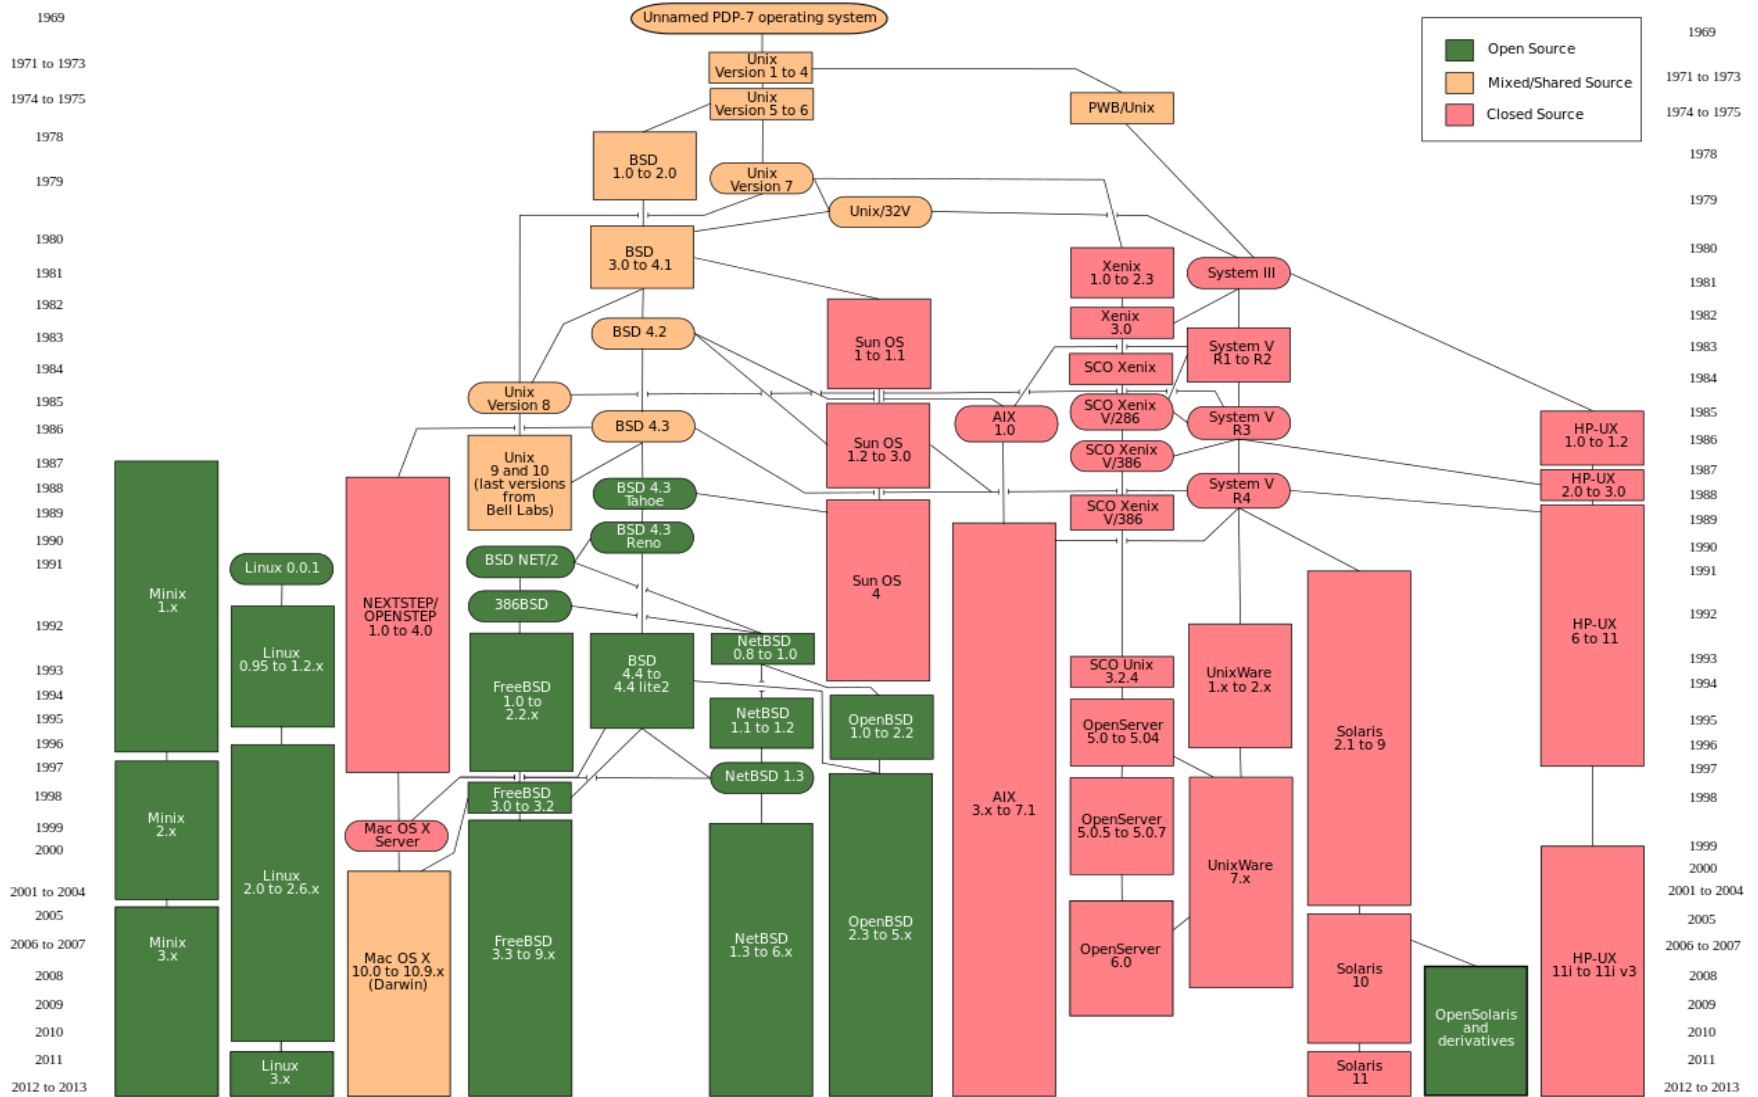 Unnamed PDP-7 operating system
Unix
Version 1 to 4
Unix
Version 5 to 6
PWB/Unix
BSD
1.0 to 2.0
Unix
Version 7
Unix/32V
BSD
3.0 to 4.1
Xenix
1.0 to 2.3
System III
Xenix
3.0
BSD 4.2
Sun OS
1 to 1.1
System V
R1 to R2
SCO Xenix
Unix
Version 8
AIX
1.0
SCO Xenix
V/286
System V
R3
BSD 4.3
Sun OS
1.2 to 3.0
HP-UX
1.0 to 1.2
SCO Xenix
V/386
Unix
9 and 10
(last versions
from
Bell Labs)
BSD 4.3
Tahoe
System V
R4
HP-UX
2.0 to 3.0
SCO Xenix
V/386
BSD 4.3
Reno
BSD NET/2
Linux 0.0.1
Minix
1.x
386BSD
NEXTSTEP/
OPENSTEP
1.0 to 4.0
Sun OS
4
HP-UX
6 to 11
Linux
0.95 to 1.2.x
NetBSD
0.8 to 1.0
BSD
4.4 to
4.4 lite2
SCO Unix
3.2.4
UnixWare
1.x to 2.x
FreeBSD
1.0 to
2.2.x
NetBSD
1.1 to 1.2
OpenBSD
1.0 to 2.2
OpenServer
5.0 to 5.04
Solaris
2.1 to 9
NetBSD 1.3
FreeBSD
3.0 to 3.2
AIX
3.x to 7.1
Minix
2.x
Mac OS X
Server
OpenServer
5.0.5 to 5.0.7
UnixWare
7.x
Linux
2.0 to 2.6.x
OpenBSD
2.3 to 5.x
Minix
3.x
FreeBSD
3.3 to 9.x
NetBSD
1.3 to 6.x
OpenServer
6.0
Mac OS X
10.0 to 10.9.x
(Darwin)
Solaris
10
HP-UX
11i to 11i v3
OpenSolaris
and
derivatives
Linux
3.x
Solaris
11
Open Source
Mixed/Shared Source
Closed Source
1969
1971 to 1973
1974 to 1975
1978
1979
1980
1981
1982
1983
1984
1985
1986
1987
1988
1989
1990
1991
1992
1993
1994
1995
1996
1997
1998
1999
2000
2001 to 2004
2005
2006 to 2007
2008
2009
2010
2011
2012 to 2013
1969
1971 to 1973
1974 to 1975
1978
1979
1980
1981
1982
1983
1984
1985
1986
1987
1988
1989
1990
1991
1992
1993
1994
1995
1996
1997
1998
1999
2000
2001 to 2004
2005
2006 to 2007
2008
2009
2010
2011
2012 to 2013